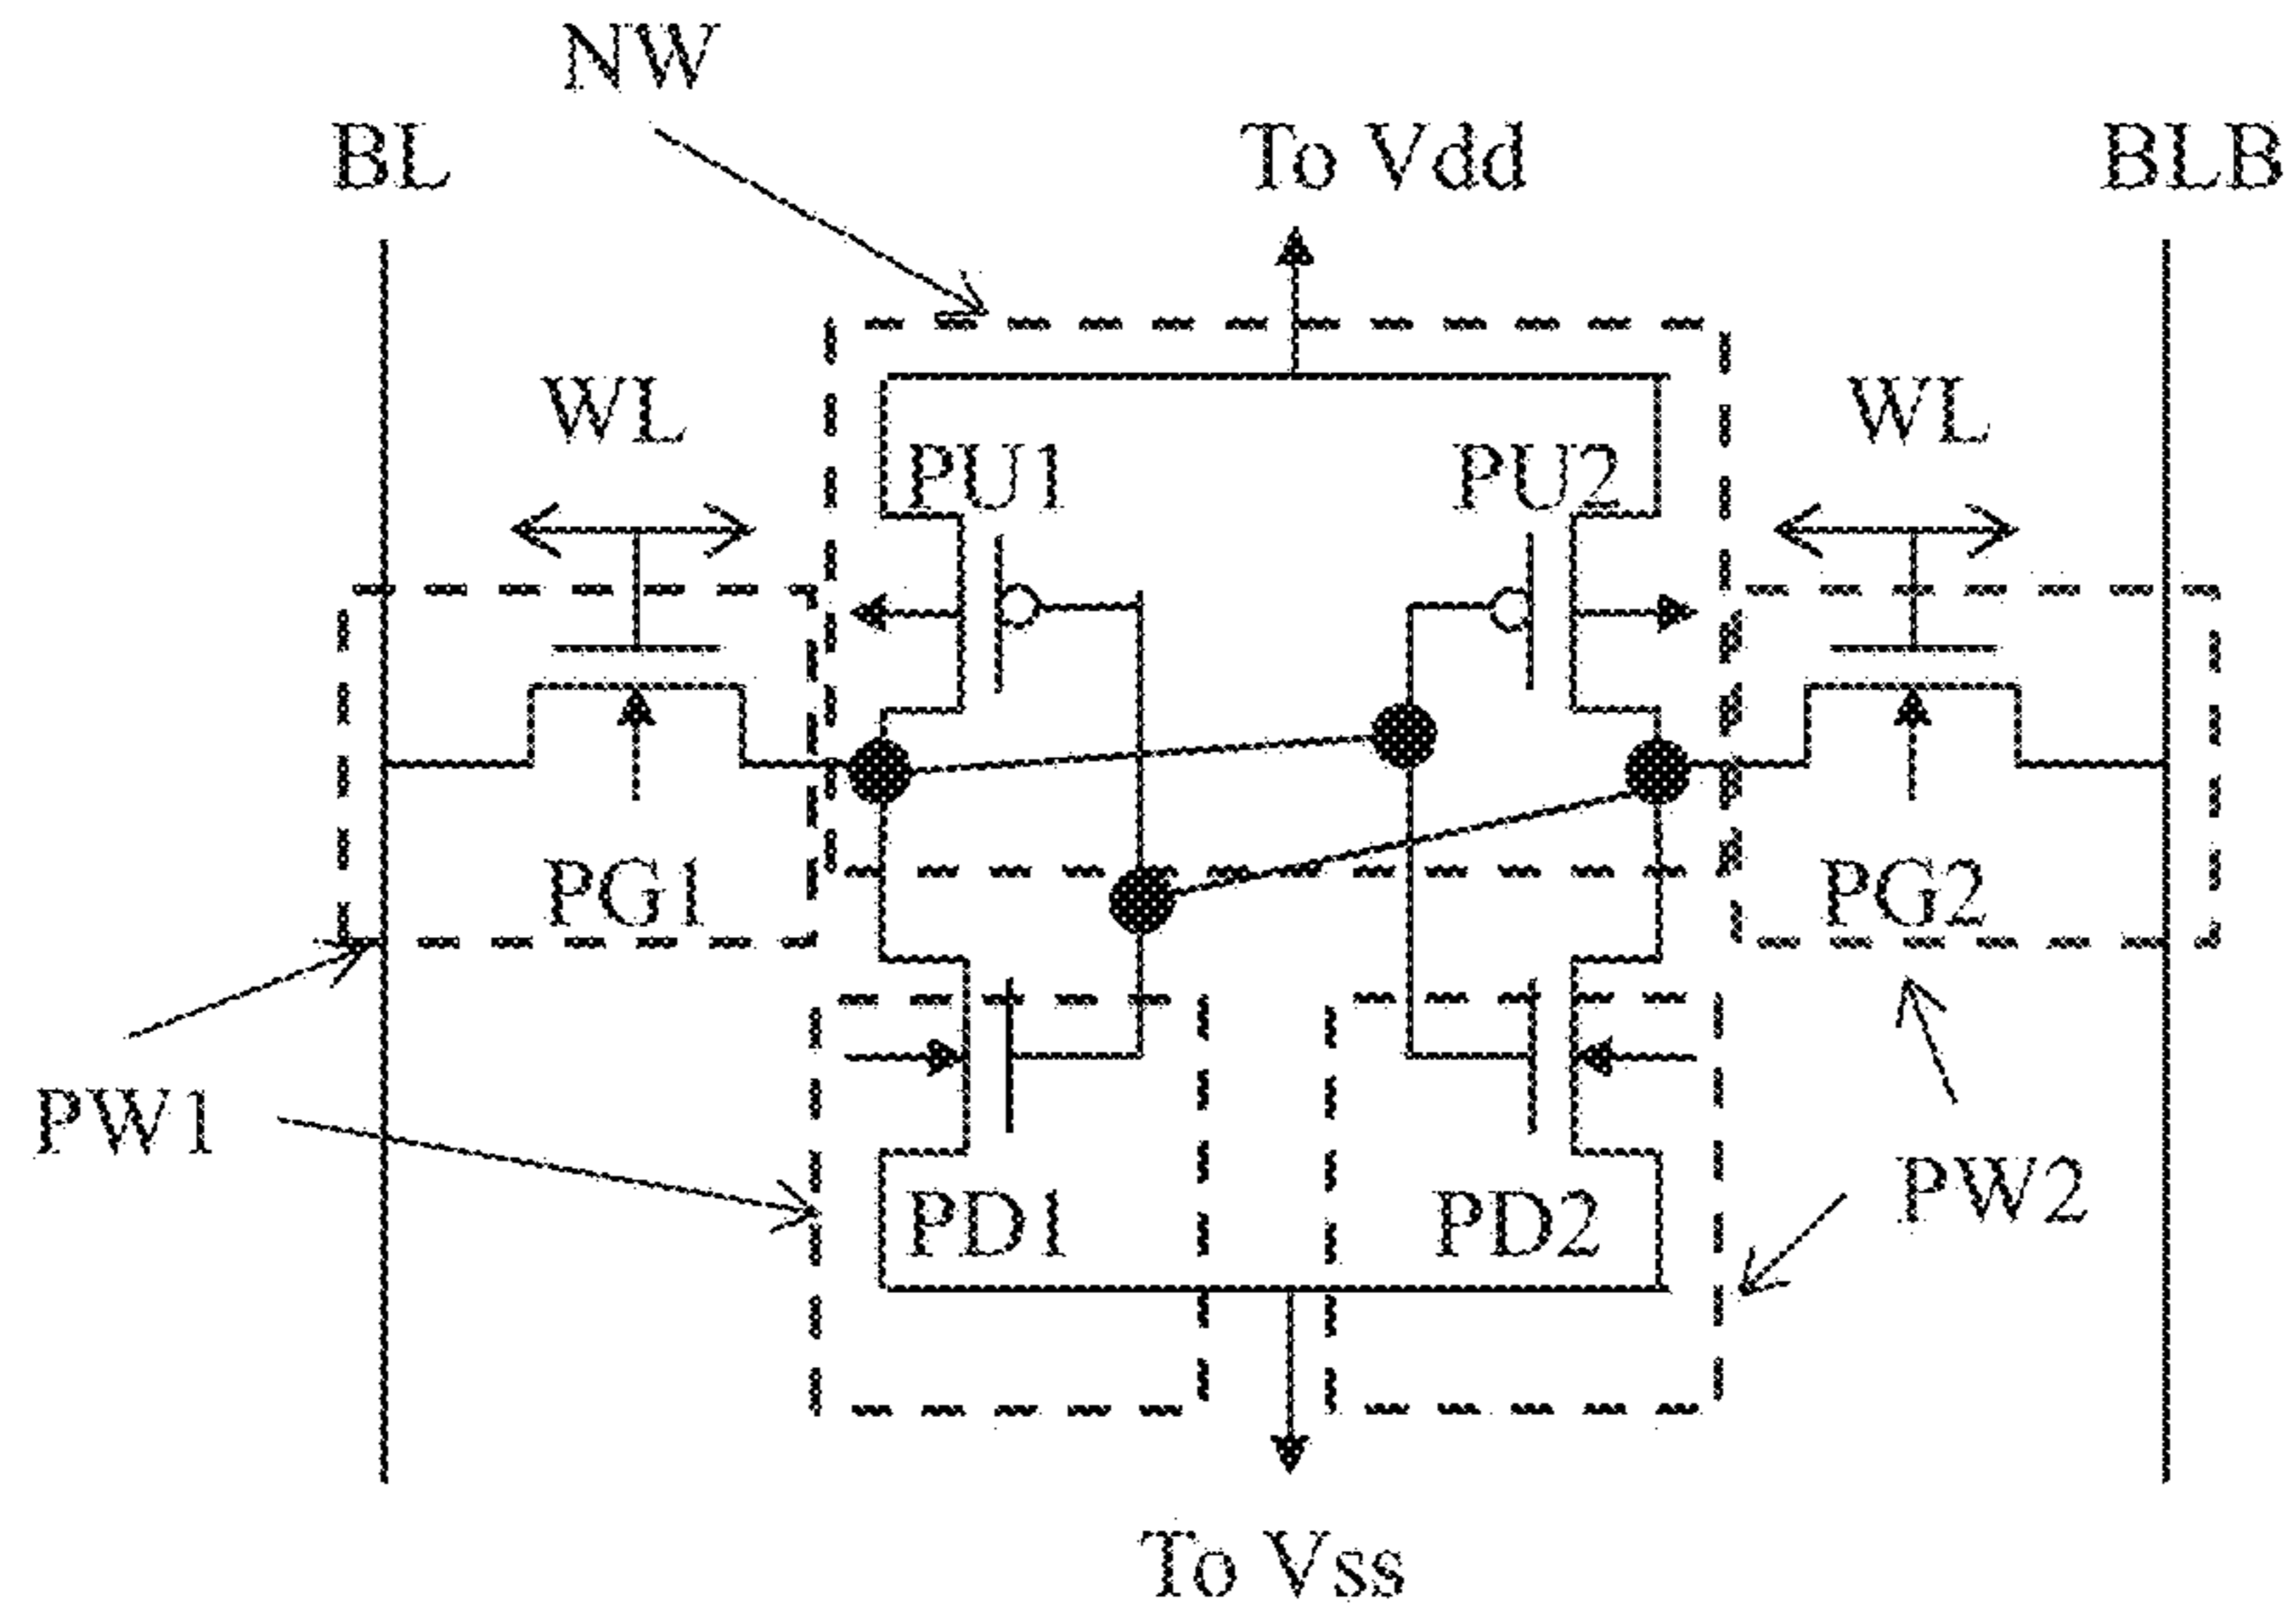 NW
BL
To Vdd
BLB
WL
WL
PU1
PU2
PG1
PG2
PW1
PW2
PD1
PD2
To Vss